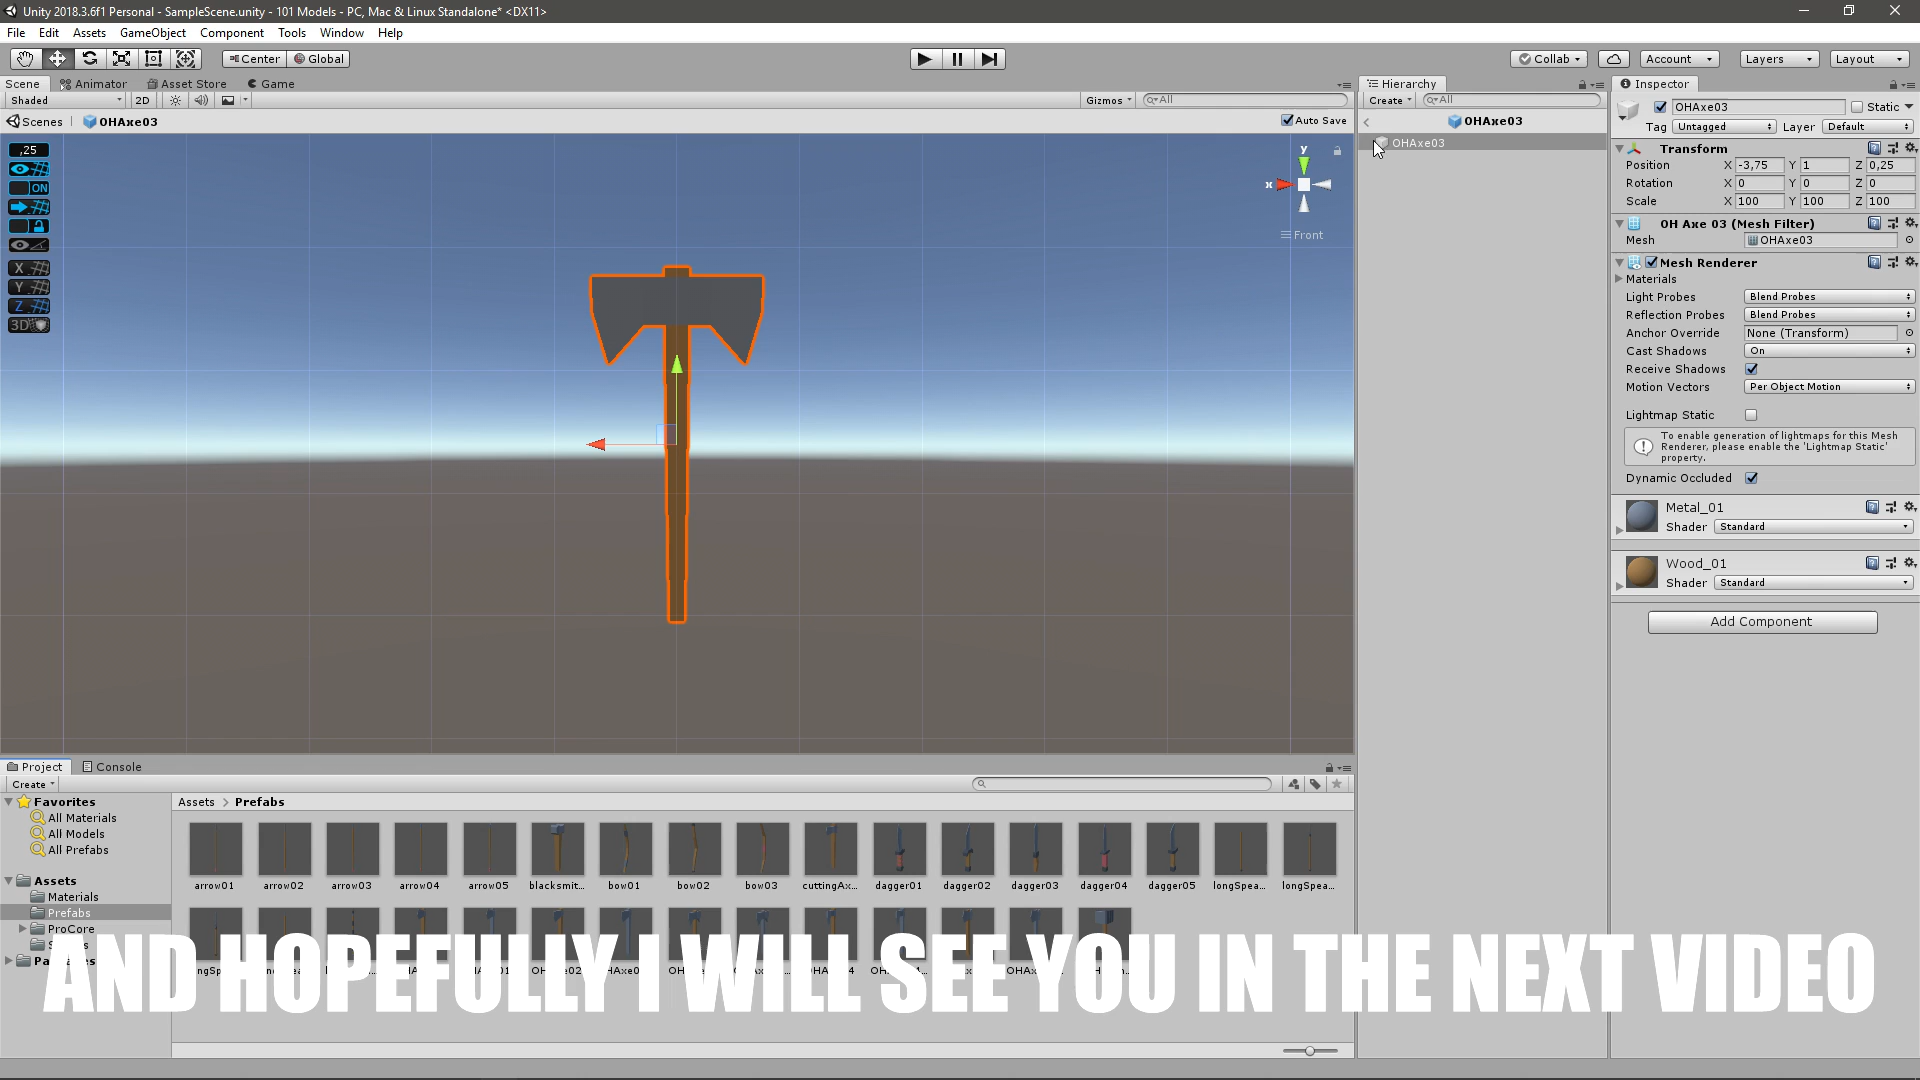 Unity 2018.3.6f1 Personal - SampleScene.unity - 101 Models - PC, Mac & Linux Standalone* <DX11>
File Edit Assets GameObject Component Tools Window Help
Center Global Collab Account Layers Layout
Scene Animator Asset Store Game
Shaded 2D Gizmos All
Scenes OHAxe03 Auto Save
,25
ON
X
Y
Z
3D
y
x
Front
Hierarchy
Create All
OHAxe03
OHAxe03
Inspector
OHAxe03 Static
Tag Untagged Layer Default
Transform
Position X -3,75 Y 1 Z 0,25
Rotation X 0 Y 0 Z 0
Scale X 100 Y 100 Z 100
OH Axe 03 (Mesh Filter)
Mesh OHAxe03
Mesh Renderer
Materials
Light Probes Blend Probes
Reflection Probes Blend Probes
Anchor Override None (Transform)
Cast Shadows On
Receive Shadows
Motion Vectors Per Object Motion
Lightmap Static
To enable generation of lightmaps for this Mesh
Renderer, please enable the 'Lightmap Static'
property.
Dynamic Occluded
Metal_01
Shader Standard
Wood_01
Shader Standard
Add Component
Project Console
Create
Favorites
All Materials
All Models
All Prefabs
Assets
Materials
Prefabs
ProCore
Assets > Prefabs
arrow01 arrow02 arrow03 arrow04 arrow05 blacksmit... bow01 bow02 bow03 cuttingAx... dagger01 dagger02 dagger03 dagger04 dagger05 longSpea... longSpea...
AND HOPEFULLY I WILL SEE YOU IN THE NEXT VIDEO